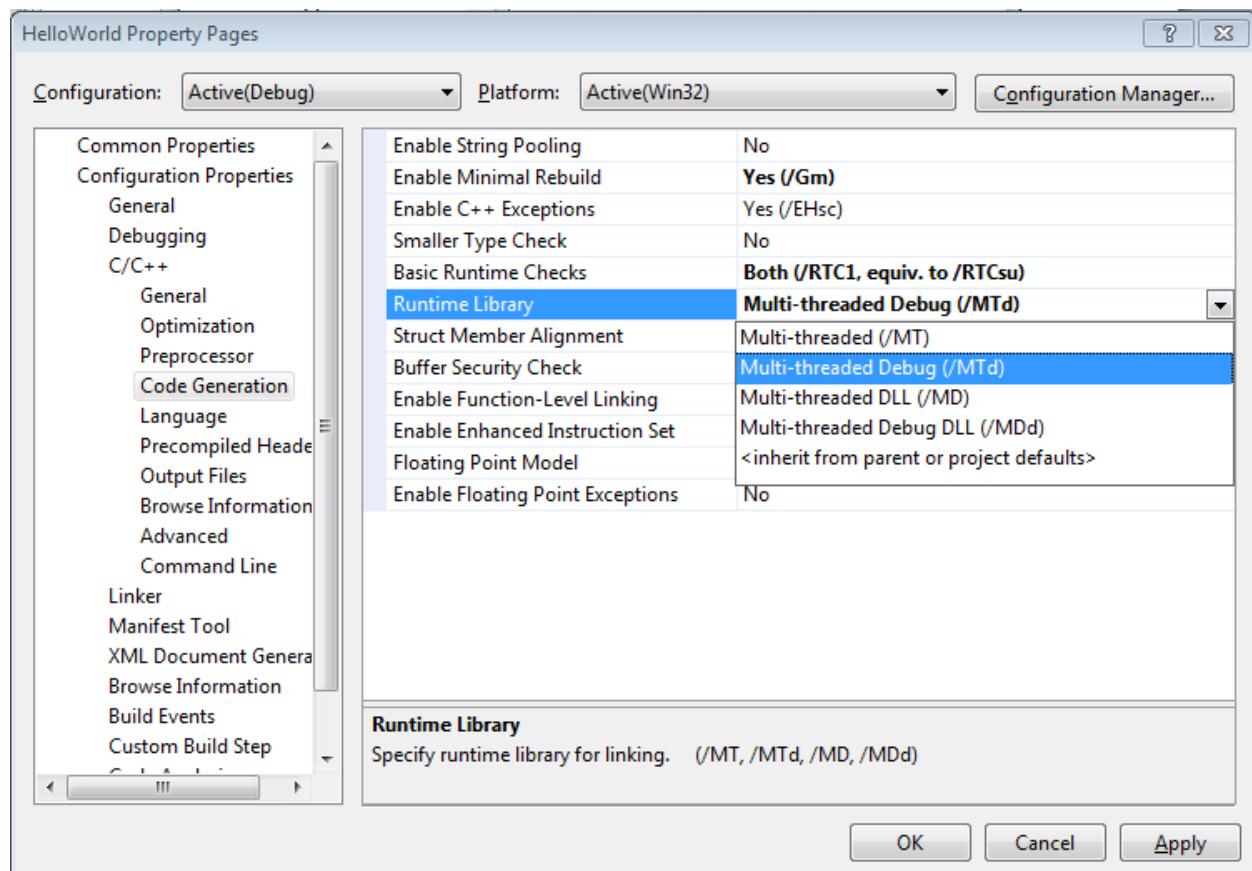 HelloWorld Property Pages
Configuration: Active(Debug) Platform: Active(Win32) Configuration Manager...
Common Properties
Configuration Properties
General
Debugging
C/C++
General
Optimization
Preprocessor
Code Generation
Language
Precompiled Heade
Output Files
Browse Information
Advanced
Command Line
Linker
Manifest Tool
XML Document Genera
Browse Information
Build Events
Custom Build Step
Enable String Pooling No
Enable Minimal Rebuild Yes (/Gm)
Enable C++ Exceptions Yes (/EHsc)
Smaller Type Check No
Basic Runtime Checks Both (/RTC1, equiv. to /RTCsu)
Runtime Library Multi-threaded Debug (/MTd)
Struct Member Alignment
Buffer Security Check
Enable Function-Level Linking
Enable Enhanced Instruction Set
Floating Point Model
Enable Floating Point Exceptions No
Multi-threaded (/MT)
Multi-threaded Debug (/MTd)
Multi-threaded DLL (/MD)
Multi-threaded Debug DLL (/MDd)
<inherit from parent or project defaults>
Runtime Library
Specify runtime library for linking. (/MT, /MTd, /MD, /MDd)
OK Cancel Apply